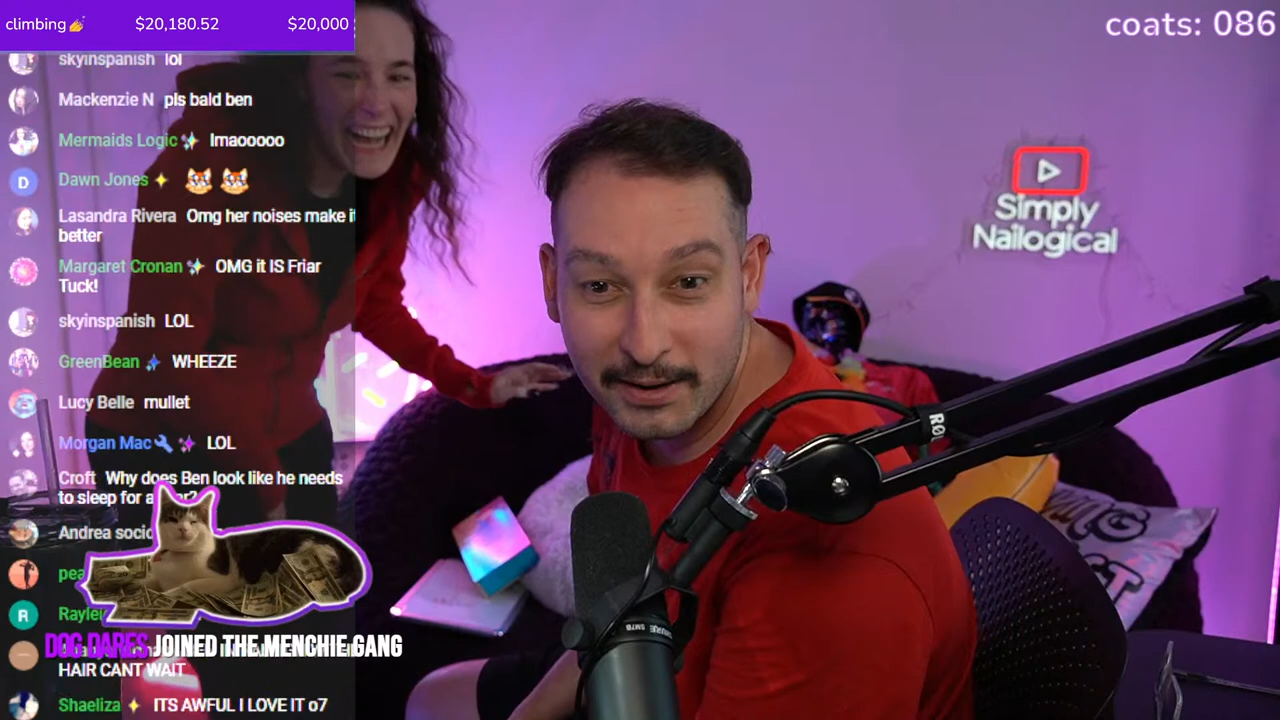 climbing💅 $20,180.52 $20,000
coats: 086
skyinspanish lol
Mackenzie N pls bald ben
Mermaids Logic lmaooooo
D Dawn Jones
Lasandra Rivera Omg her noises make it
better
Margaret Cronan OMG it IS Friar
Tuck!
skyinspanish LOL
GreenBean WHEEZE
Lucy Belle mullet
Morgan Mac LOL
Croft Why does Ben look like he needs
to sleep for a
Andrea
R
DOG DARES JOINED THE MENCHIE GANG
HAIR CANT WAIT
Shaeliza ITS AWFUL I LOVE IT o7
Simply
Nailogical
RØDE
SHURE SM7B